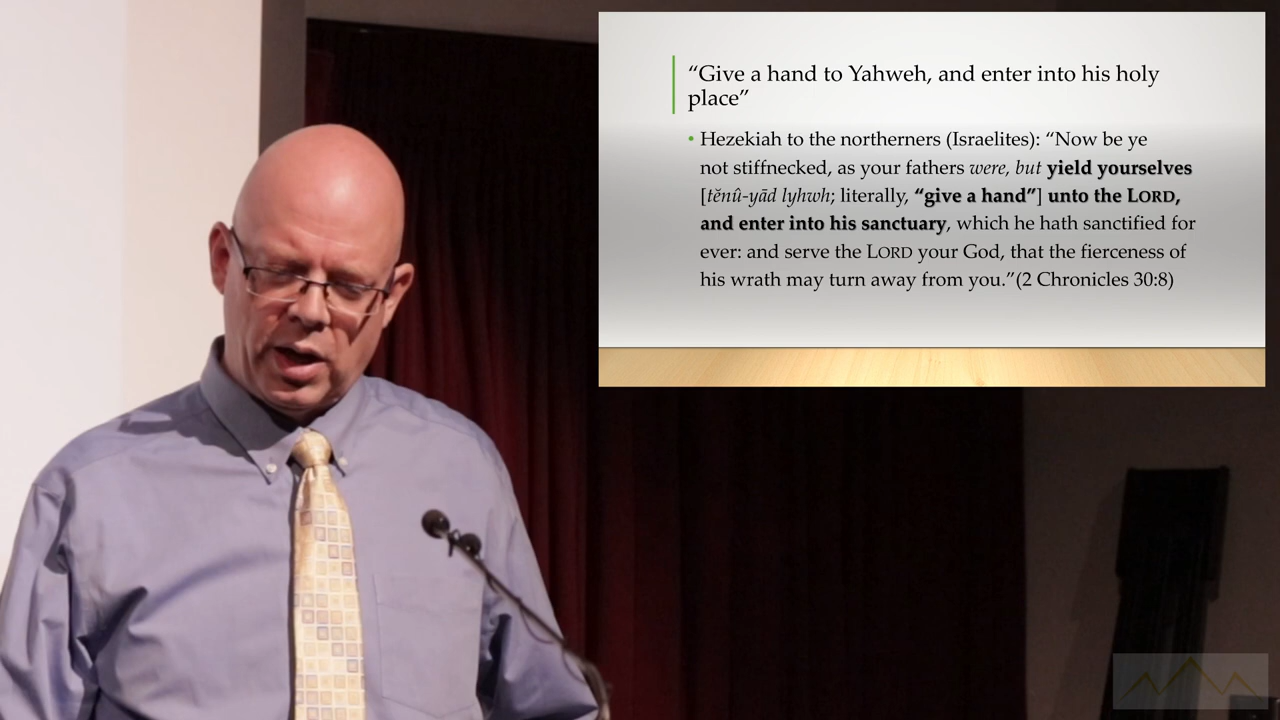 “Give a hand to Yahweh, and enter into his holy
place”
• Hezekiah to the northerners (Israelites): “Now be ye
not stiffnecked, as your fathers were, but yield yourselves
[tĕnû-yād lyhwh; literally, “give a hand”] unto the LORD,
and enter into his sanctuary, which he hath sanctified for
ever: and serve the LORD your God, that the fierceness of
his wrath may turn away from you.”(2 Chronicles 30:8)